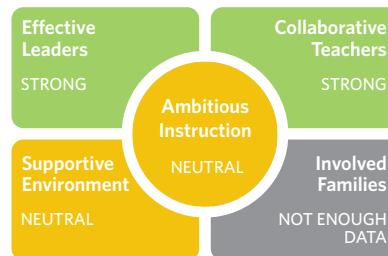 Effective
Leaders
STRONG
Collaborative
Teachers
STRONG
Ambitious
Instruction
NEUTRAL
Supportive
Environment
NEUTRAL
Involved
Families
NOT ENOUGH
DATA